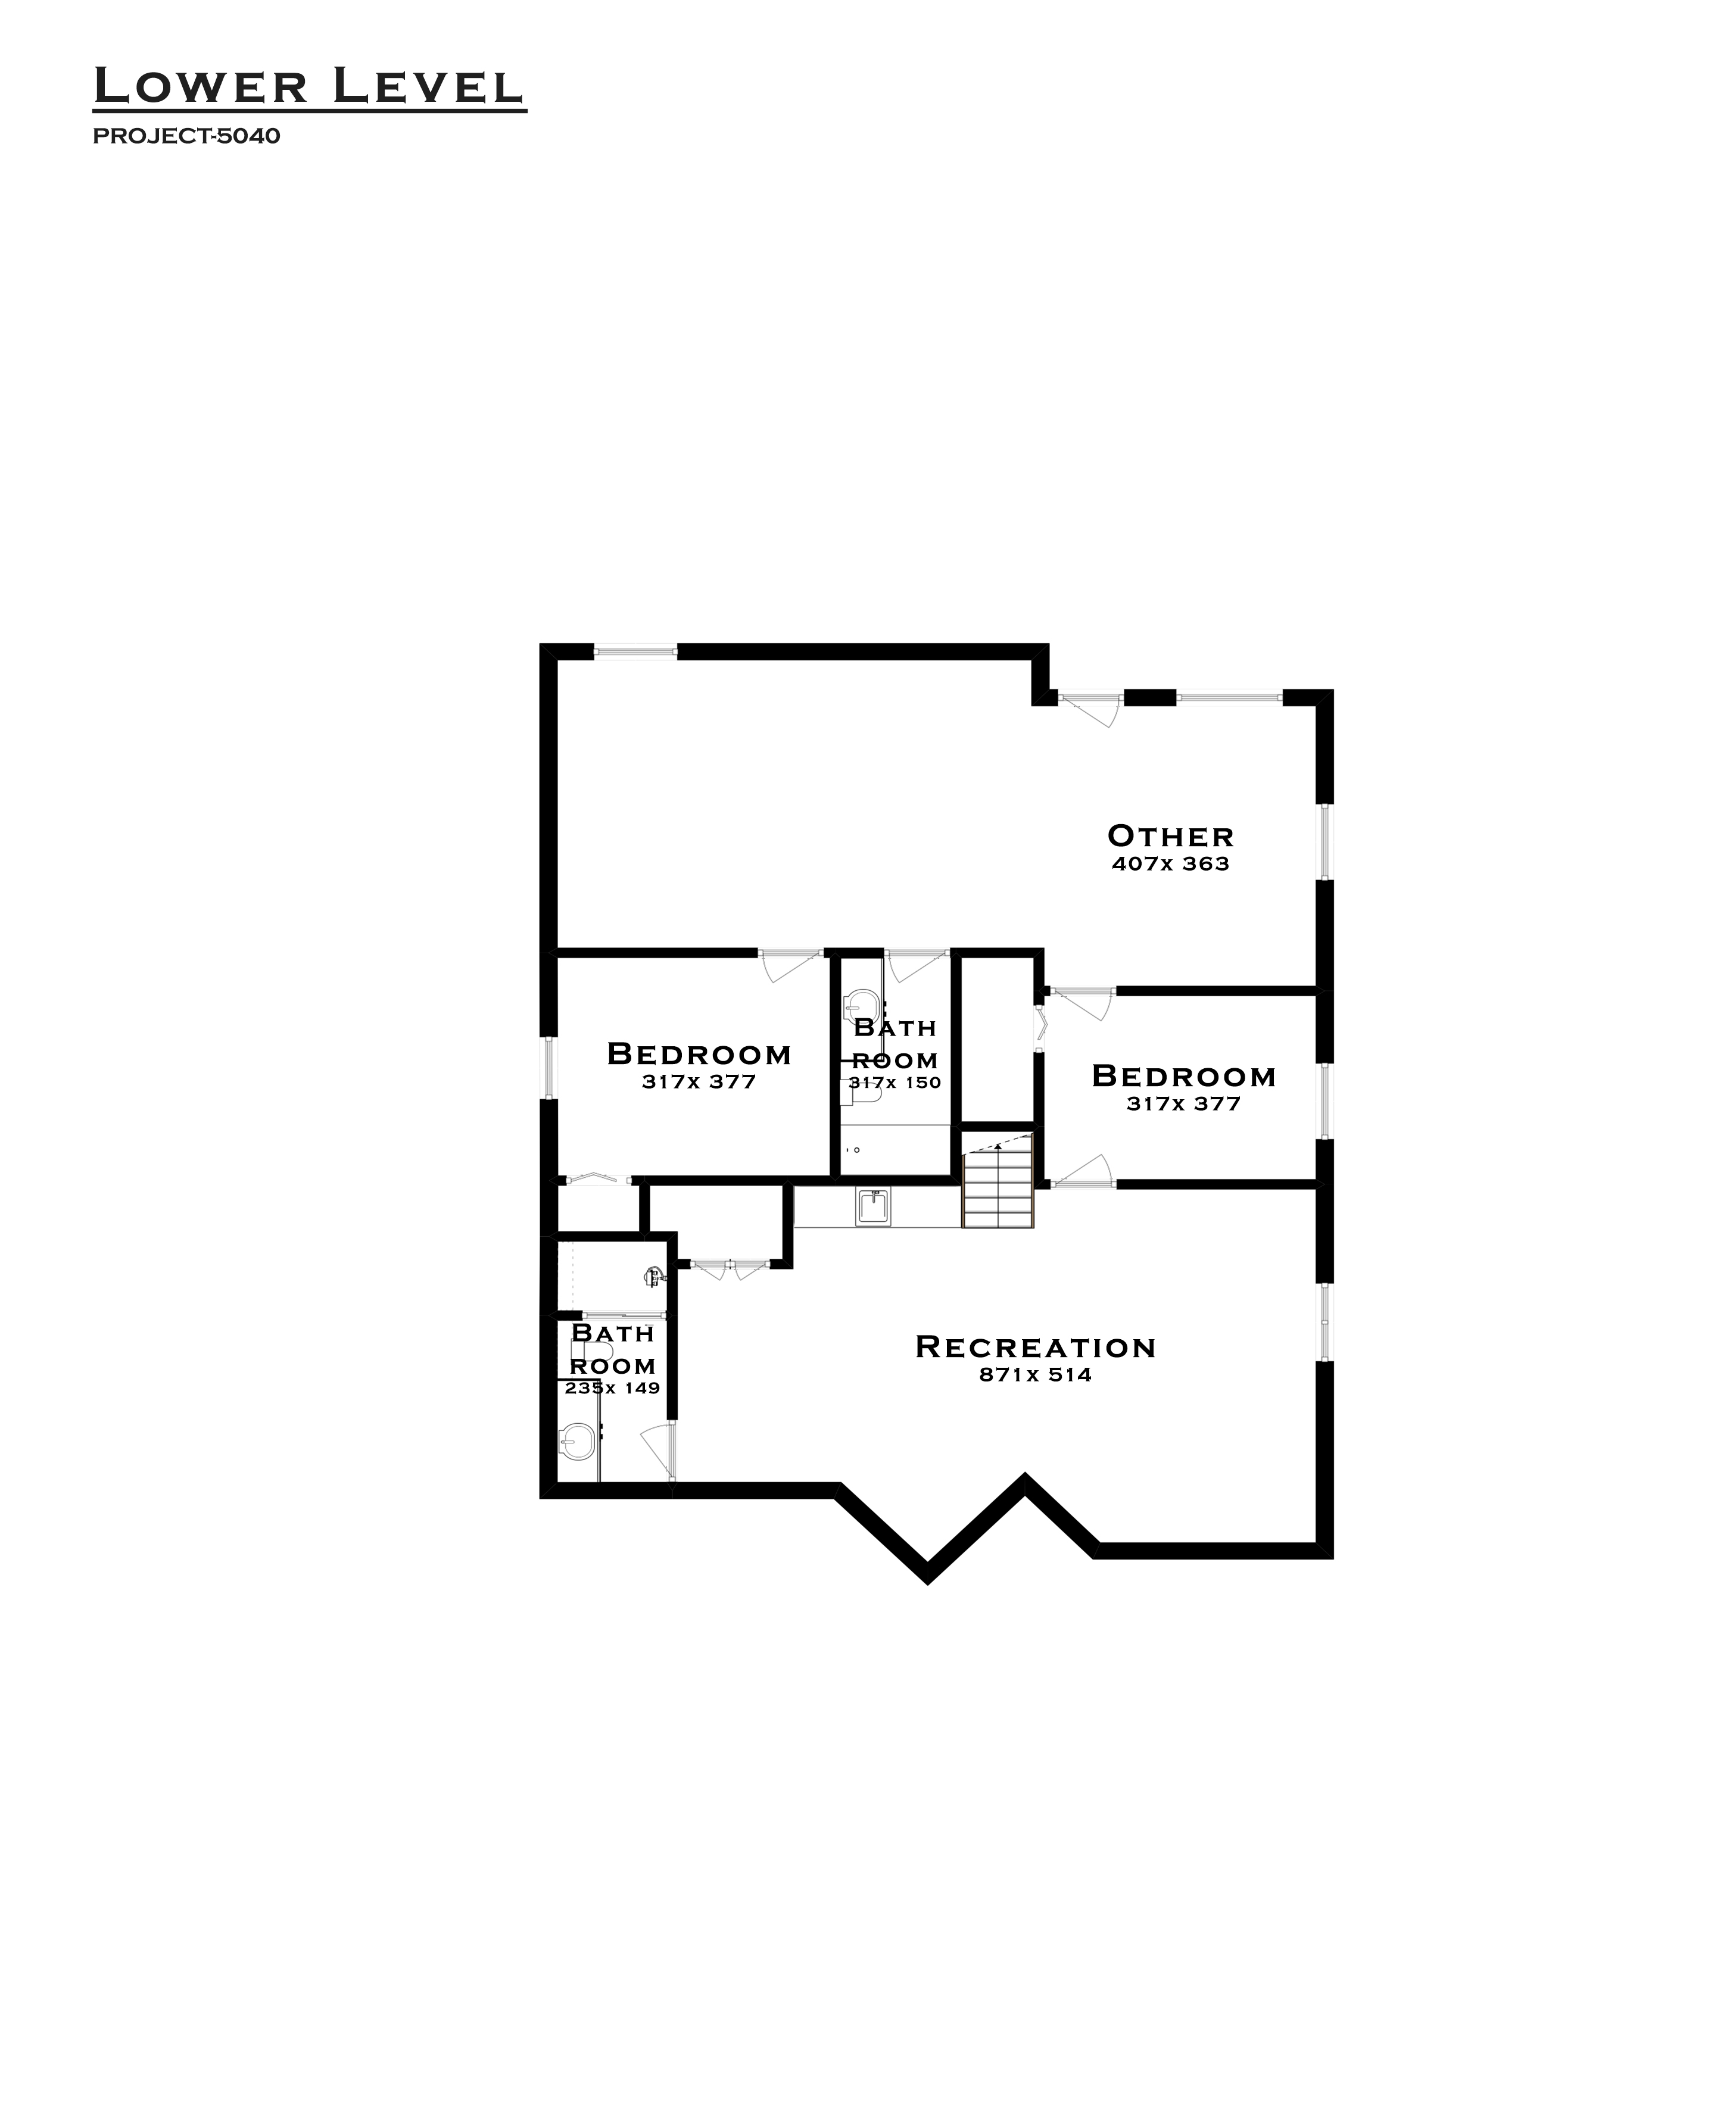 LOWER LEVEL
PROJECT-5040
OTHER
407x 363
BATH
ROOM
317x 150
BEDROOM
317x 377
BEDROOM
317x 377
BATH
ROOM
235x 149
RECREATION
871x 514